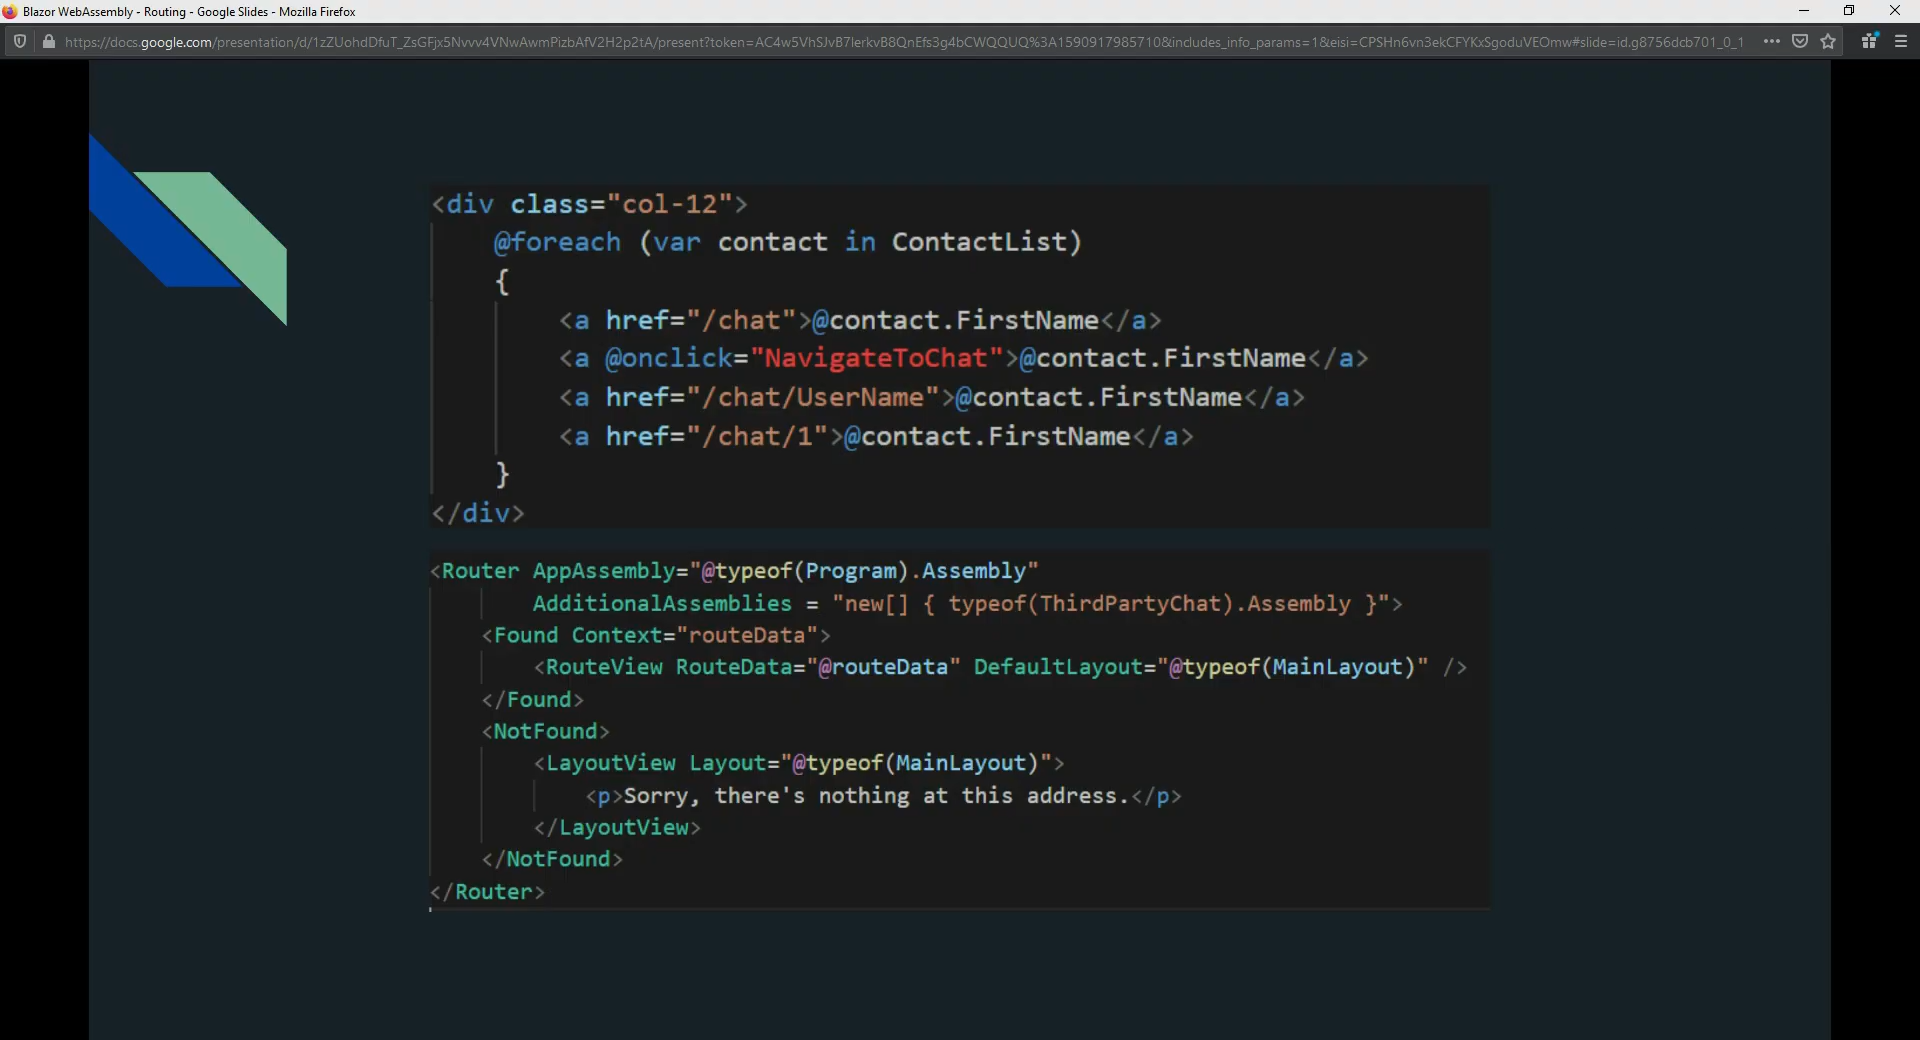 Blazor WebAssembly - Routing - Google Slides - Mozilla Firefox
https://docs.google.com/presentation/d/1zZUohdDfuT_ZsGFjx5Nvvv4VNwAwmPizbAfV2H2p2tA/present?token=AC4w5VhSJvB7lerkvB8QnEfs3g4bCWQQUQ%3A1590917985710&includes_info_params=1&eisi=CPSHn6vn3ekCFYKxSgoduVEOmw#slide=id.g8756dcb701_0_1
<div class="col-12">
    @foreach (var contact in ContactList)
    {
        <a href="/chat">@contact.FirstName</a>
        <a @onclick="NavigateToChat">@contact.FirstName</a>
        <a href="/chat/UserName">@contact.FirstName</a>
        <a href="/chat/1">@contact.FirstName</a>
    }
</div>
<Router AppAssembly="@typeof(Program).Assembly"
        AdditionalAssemblies = "new[] { typeof(ThirdPartyChat).Assembly }">
    <Found Context="routeData">
        <RouteView RouteData="@routeData" DefaultLayout="@typeof(MainLayout)" />
    </Found>
    <NotFound>
        <LayoutView Layout="@typeof(MainLayout)">
            <p>Sorry, there's nothing at this address.</p>
        </LayoutView>
    </NotFound>
</Router>